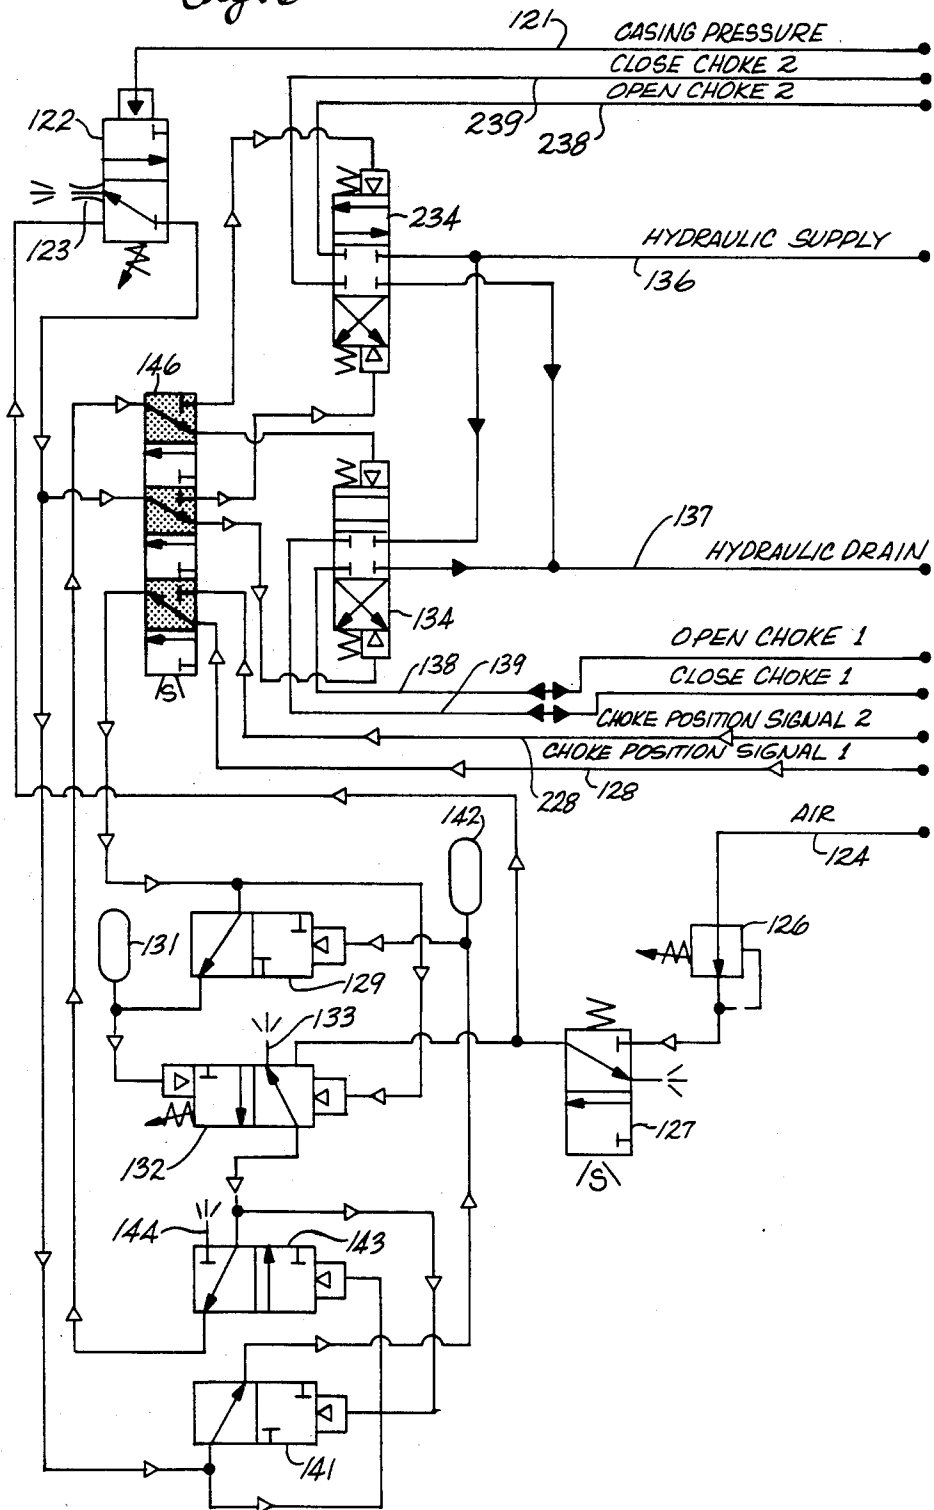 121
CASING PRESSURE
CLOSE CHOKE 2
OPEN CHOKE 2
239
238
122
123
234
HYDRAULIC SUPPLY
136
146
137
HYDRAULIC DRAIN
134
OPEN CHOKE 1
138
139
CLOSE CHOKE 1
S
CHOKE POSITION SIGNAL 2
CHOKE POSITION SIGNAL 1
228
128
142
AIR
124
131
126
129
133
127
132
S
144
143
141